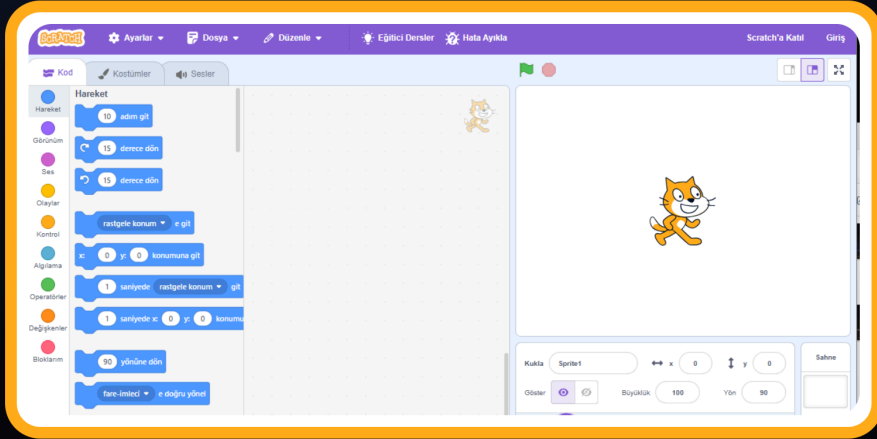 SCRATCH Ayarlar Dosya Düzenle Eğitici Dersler Hata Ayıkla Scratch'a Katıl Giriş
Kod Kostümler Sesler
Hareket
Görünüm
Ses
Olaylar
Kontrol
Algılama
Operatörler
Değişkenler
Bloklarım
Hareket
10 adım git
15 derece dön
15 derece dön
rastgele konum e git
x: 0 y: 0 konumuna git
1 saniyede rastgele konum git
1 saniyede x: 0 y: 0 konumu
90 yönüne dön
fare-imleci e doğru yönel
Kukla Sprite1 x 0 y 0
Göster Büyüklük 100 Yön 90
Sahne